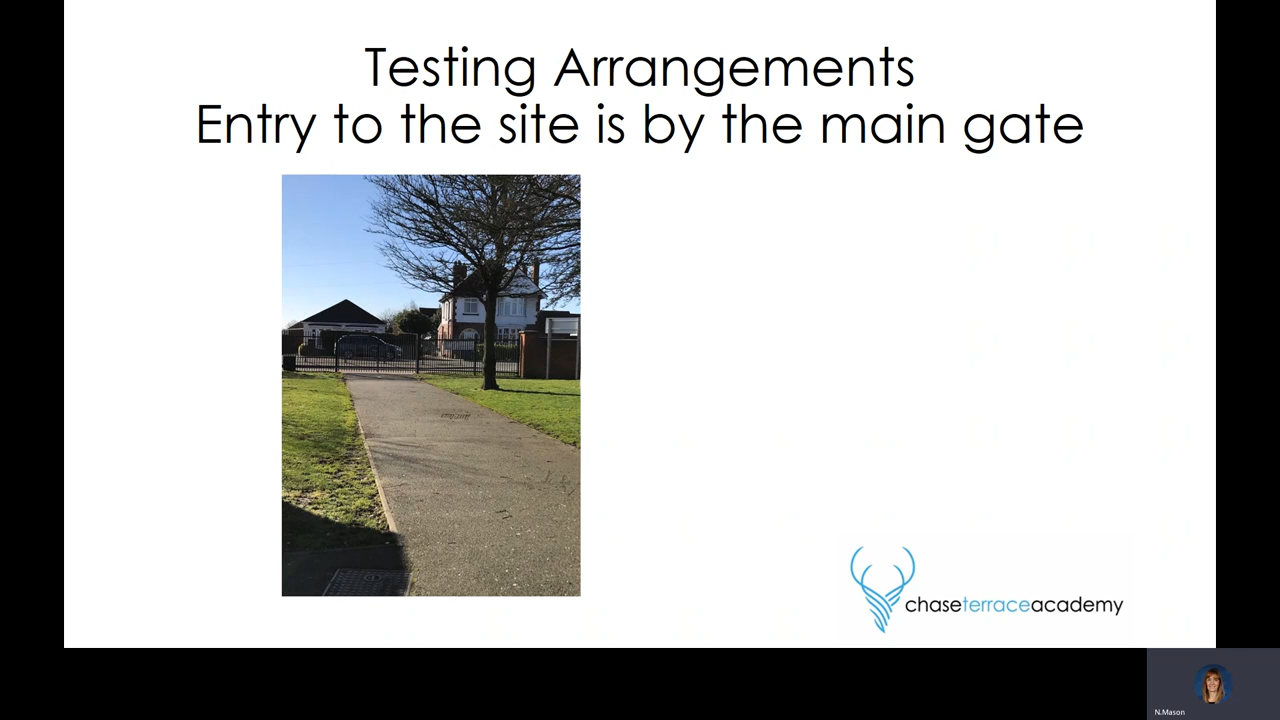 Testing Arrangements
Entry to the site is by the main gate
chaseterraceacademy
N.Mason